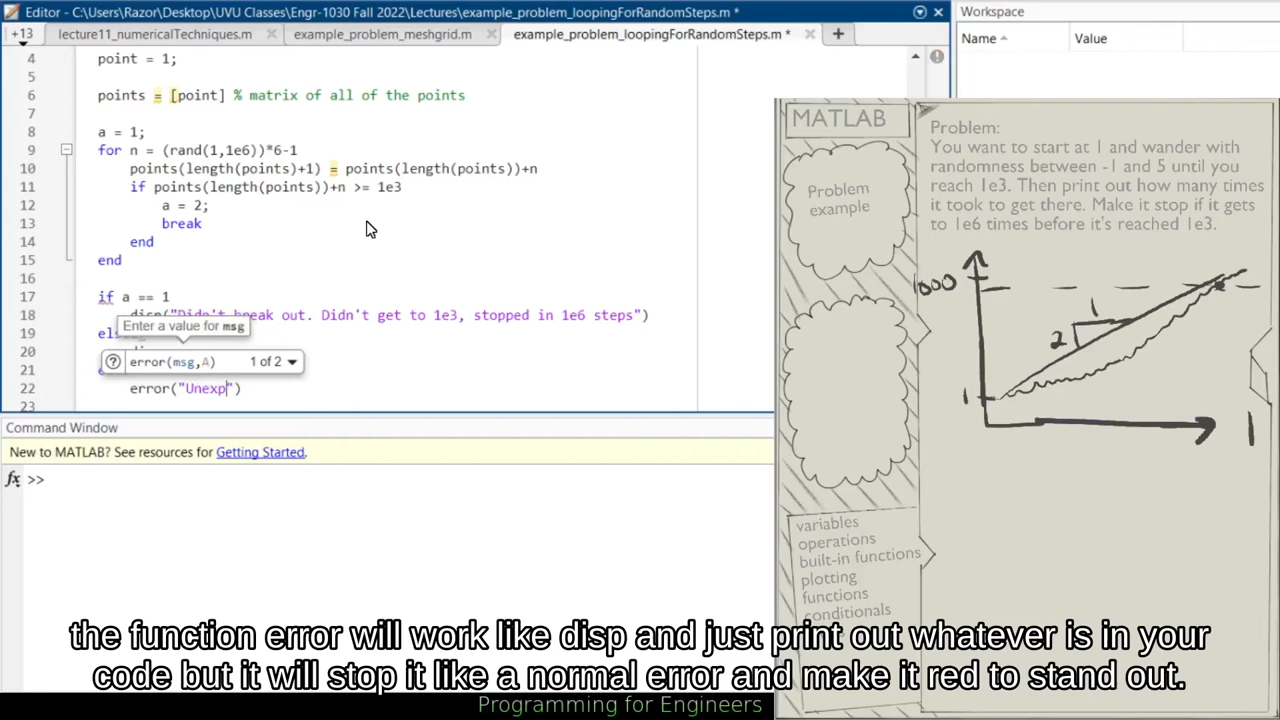 Editor - C:\Users\Razor\Desktop\UVU Classes\Engr-1030 Fall 2022\Lectures\example_problem_loopingForRandomSteps.m *
+13 lecture11_numericalTechniques.m example_problem_meshgrid.m example_problem_loopingForRandomSteps.m *
4 point = 1;
5
6 points = [point] % matrix of all of the points
7
8 a = 1;
9 for n = (rand(1,1e6))*6-1
10 points(length(points)+1) = points(length(points))+n
11 if points(length(points))+n >= 1e3
12 a = 2;
13 break
14 end
15 end
16
17 if a == 1
18 disp("Didn't break out. Didn't get to 1e3, stopped in 1e6 steps")
Enter a value for msg
19
20
error(msg,A) 1 of 2
21
22 error("Unexp")
23
Command Window
New to MATLAB? See resources for Getting Started.
fx >>
Workspace
Name Value
MATLAB
Problem
example
variables
operations
built-in functions
plotting
functions
conditionals
Problem:
You want to start at 1 and wander with
randomness between -1 and 5 until you
reach 1e3. Then print out how many times
it took to get there. Make it stop if it gets
to 1e6 times before it's reached 1e3.
1000
1
2
1
1
the function error will work like disp and just print out whatever is in your
code but it will stop it like a normal error and make it red to stand out.
Programming for Engineers